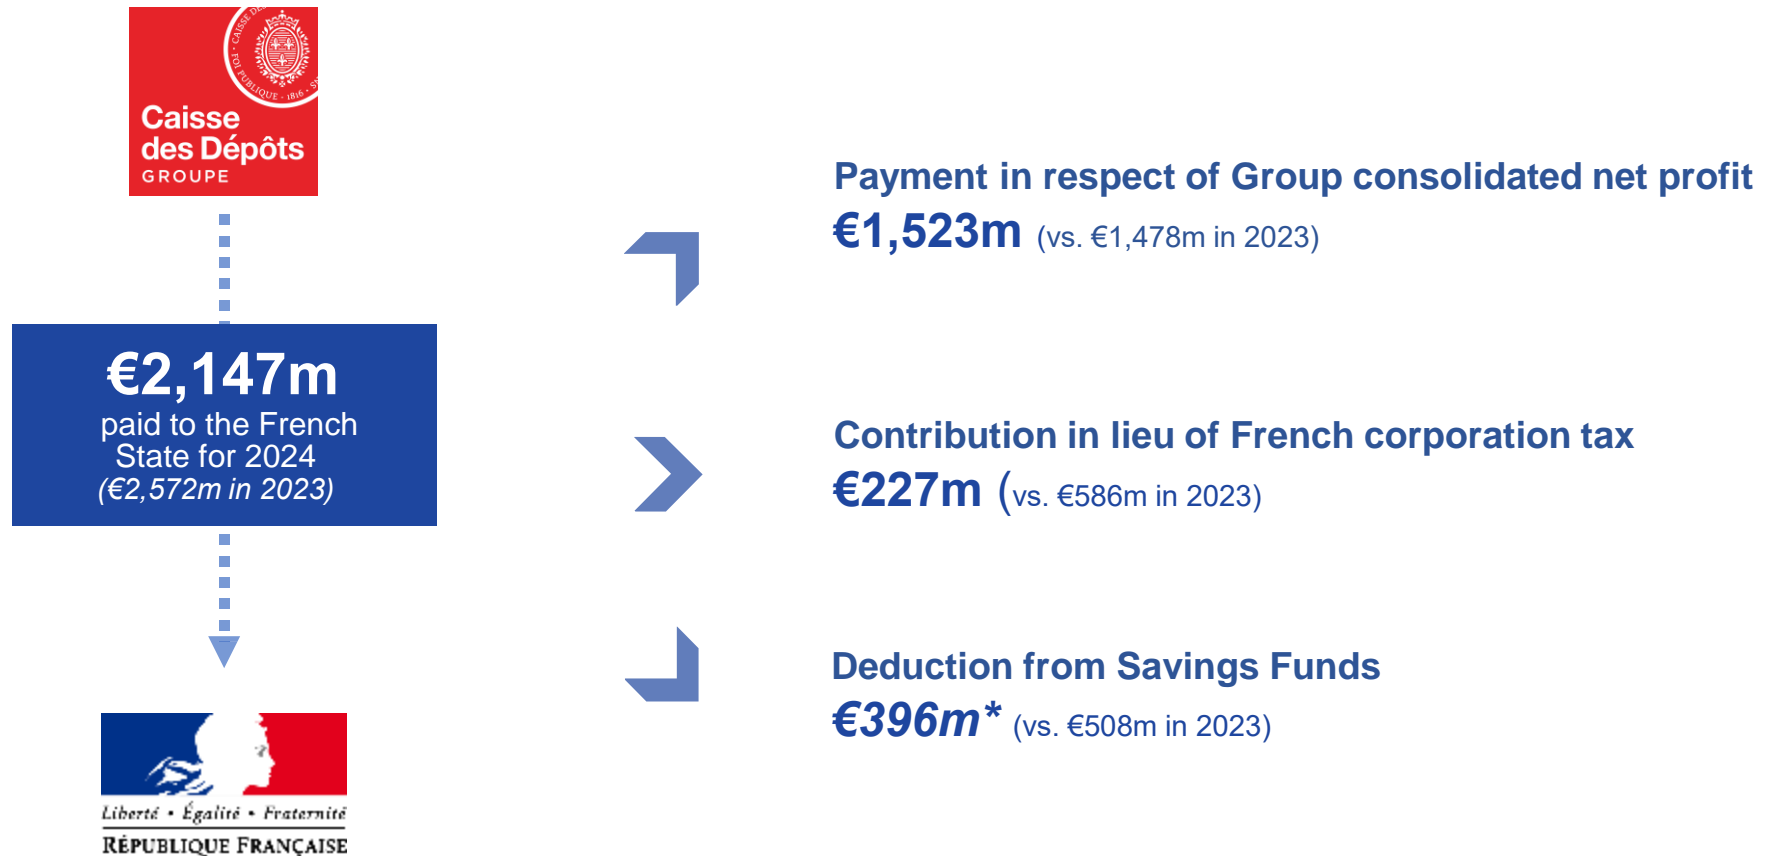 Caisse
des Dépôts
GROUPE
€2,147m
paid to the French
State for 2024
(€2,572m in 2023)
Liberté • Égalité • Fraternité
RÉPUBLIQUE FRANÇAISE
Payment in respect of Group consolidated net profit
€1,523m (vs. €1,478m in 2023)
Contribution in lieu of French corporation tax
€227m (vs. €586m in 2023)
Deduction from Savings Funds
€396m* (vs. €508m in 2023)